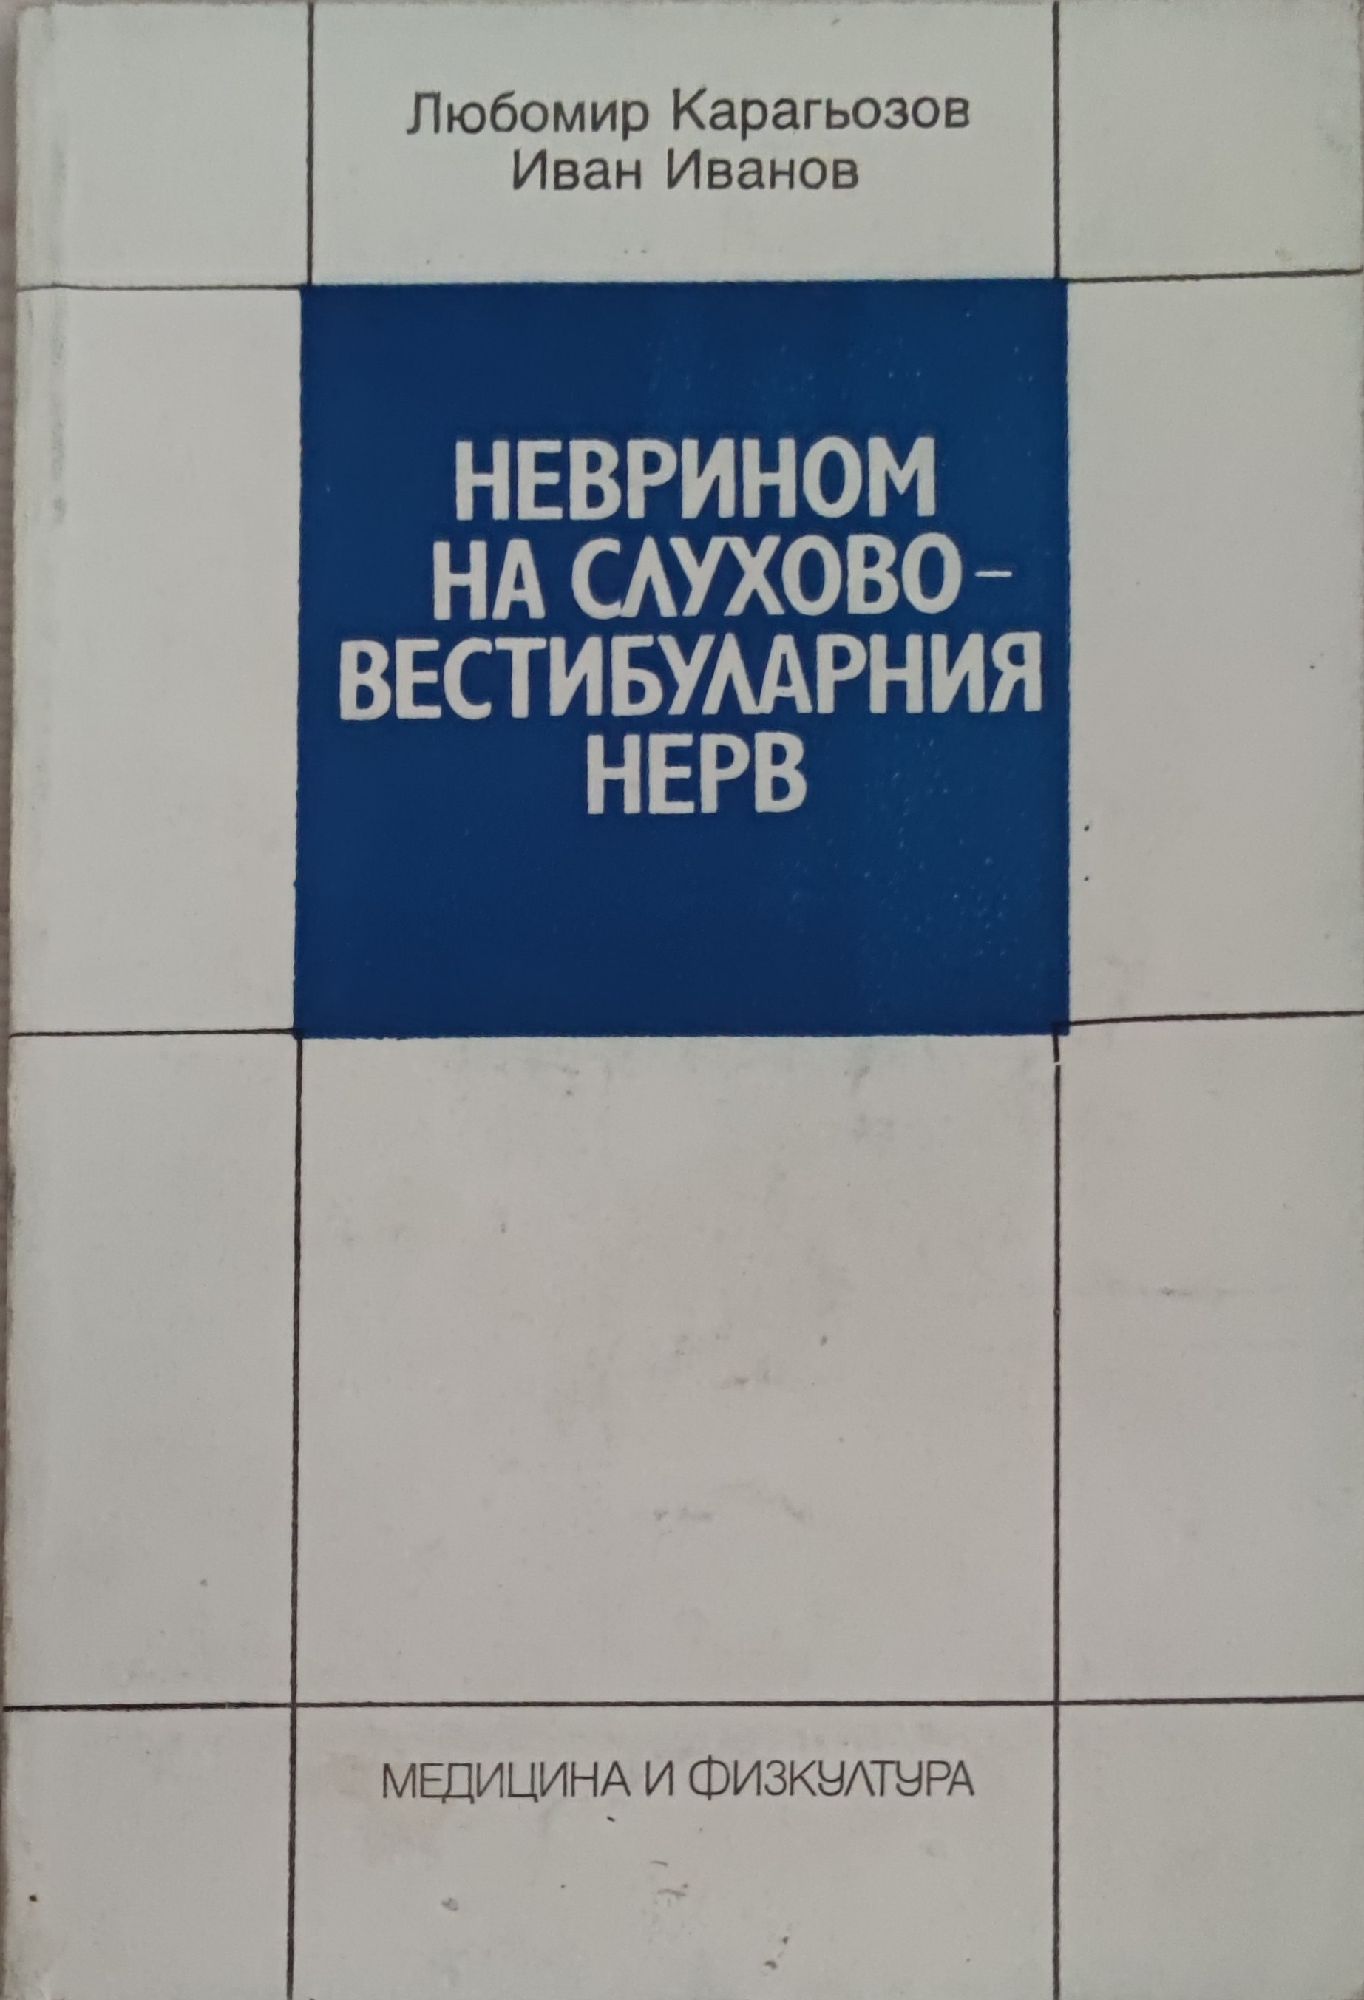 Любомир Карагьозов
Иван Иванов
НЕВРИНОМ
НА СЛУХОВО-
ВЕСТИБУЛАРНИЯ
НЕРВ
МЕДИЦИНА И ФИЗКУЛТУРА